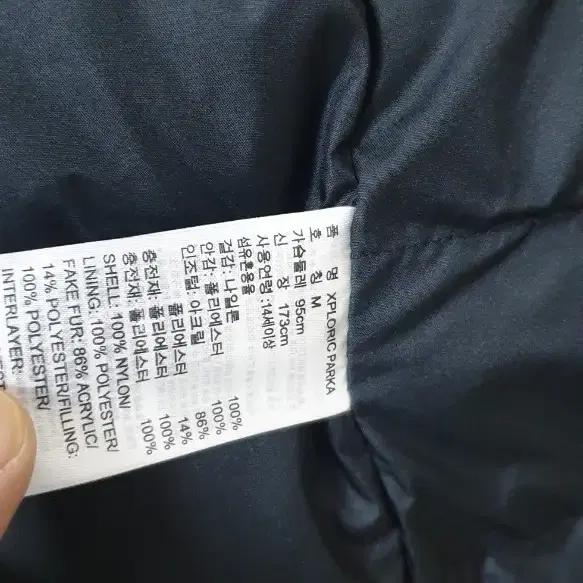 품 명 XPLORIC PARKA
호 칭 M
가슴둘레 95cm
신 장 173cm
사용연령 :14세이상
섬유혼용율
겉감: 나일론 100%
안감: 폴리에스터 100%
인조털: 아크릴 86%
폴리에스터 14%
충전재: 폴리에스터 100%
충전재: 폴리에스터 100%
SHELL: 100% NYLON/
LINING: 100% POLYESTER/
FAKE FUR: 86% ACRYLIC/
14% POLYESTER/FILLING:
100% POLYESTER/
INTERLAYER: